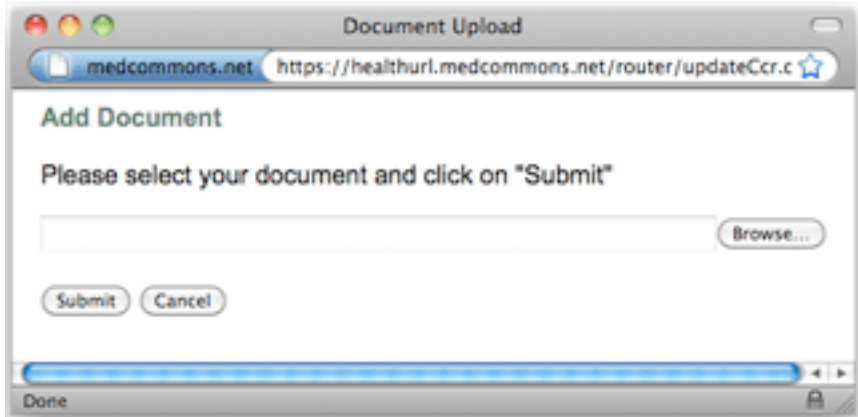 Document Upload
medcommons.net https://healthurl.medcommons.net/router/updateCcr.c
Add Document
Please select your document and click on "Submit"
Browse...
Submit Cancel
Done